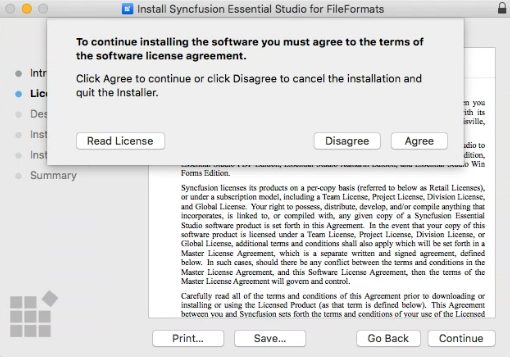 Install Syncfusion Essential Studio for FileFormats
To continue installing the software you must agree to the terms of
the software license agreement.
Click Agree to continue or click Disagree to cancel the installation and
quit the Installer.
Read License
Disagree
Agree
Intr
Lice
Des
Inst
Inst
Summary
en you
ith its
isville,
udio to
dition,
Essential Studio PDF Edition, Essential Studio Xamarin Edition, and Essential Studio Win
Forms Edition.
Syncfusion licenses its products on a per-copy basis (referred to below as Retail Licenses),
or under a subscription model, including a Team License, Project License, Division License,
and Global License. Your right to possess, distribute, develop, and/or compile anything that
incorporates, is linked to, or compiled with, any given copy of a Syncfusion Essential
Studio software product is set forth in this Agreement. In the event that your copy of this
software product is licensed under a Team License, Project License, Division License, or
Global License, additional terms and conditions shall also apply which will be set forth in a
Master License Agreement, which is a separate written and signed agreement, defined
below. In such cases, should there be any conflict between the terms and conditions in the
Master License Agreement, and this Software License Agreement, then the terms of the
Master License Agreement will govern and control.
Carefully read all of the terms and conditions of this Agreement prior to downloading or
installing or using the Licensed Product (as that term is defined below). This Agreement
between you and Syncfusion sets forth the terms and conditions of your use of the Licensed
Print...
Save...
Go Back
Continue